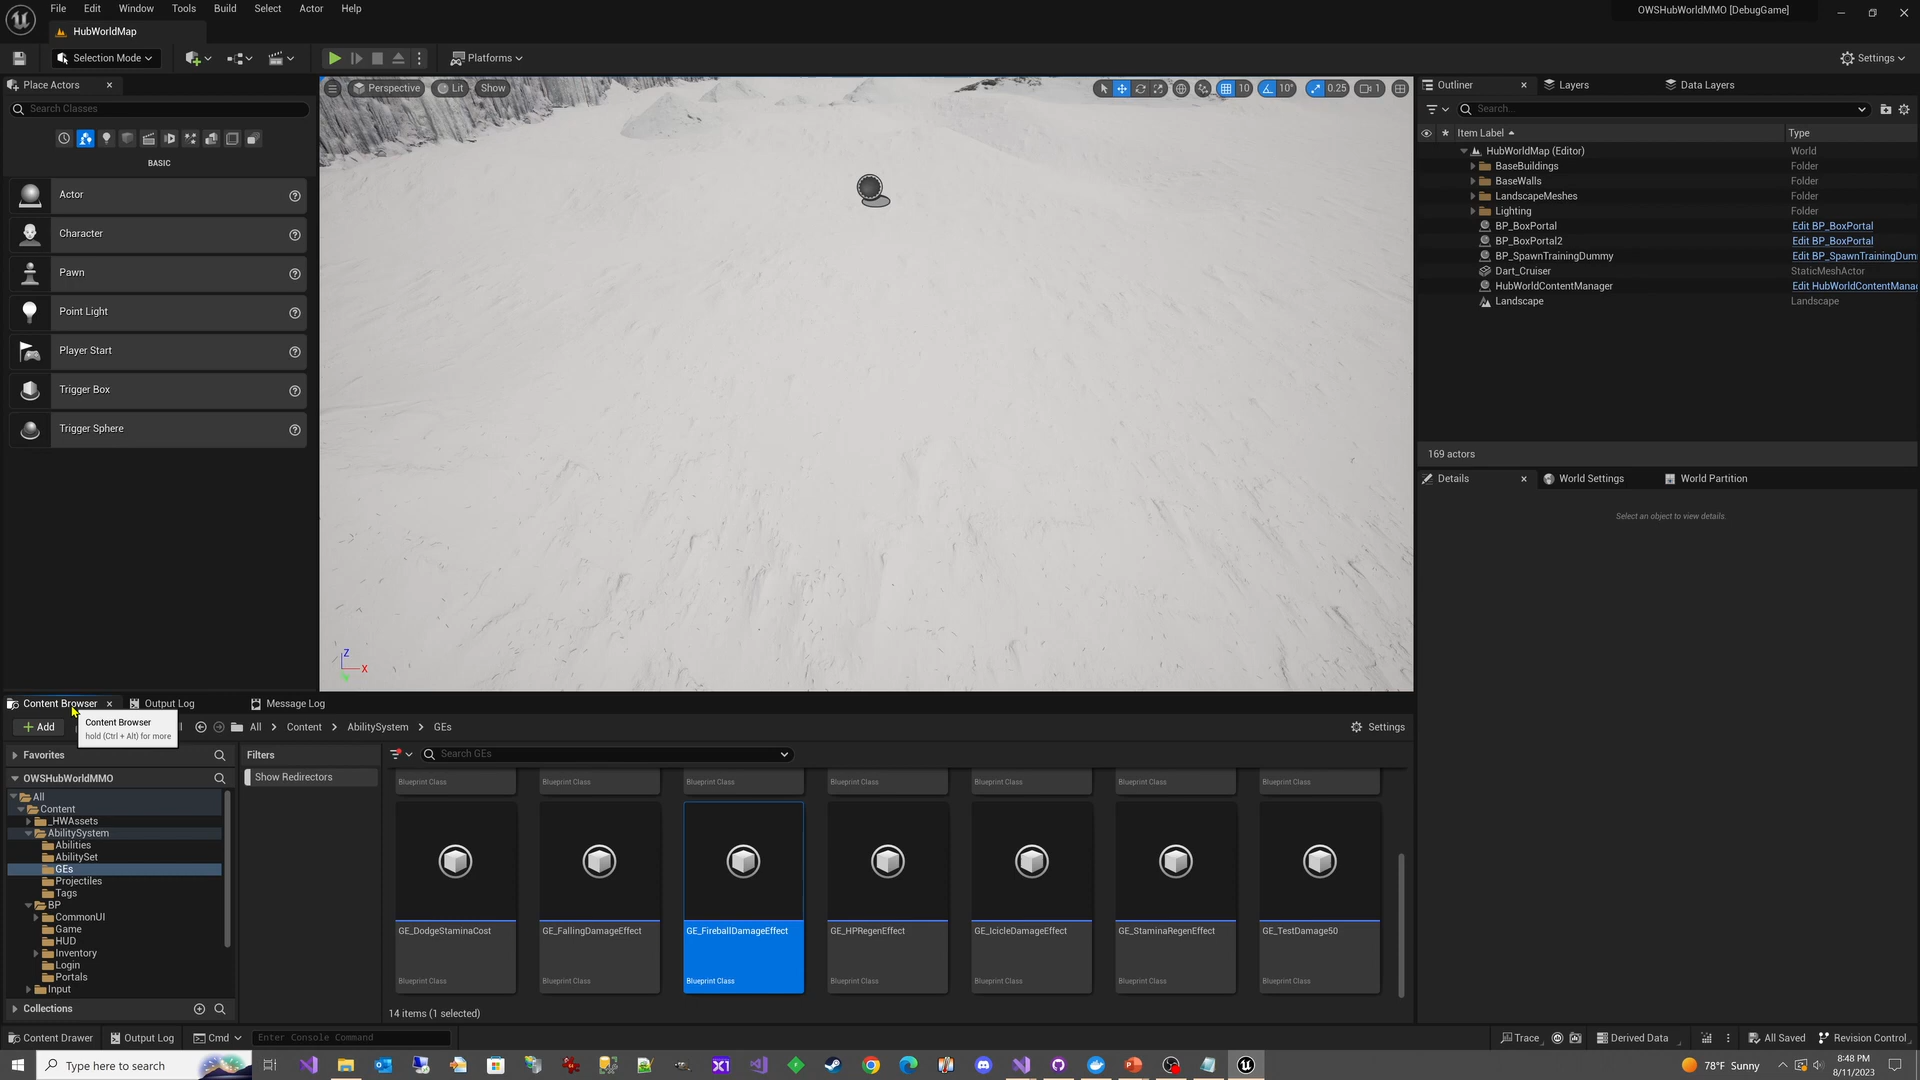 File Edit Window Tools Build Select Actor Help
OWSHubWorldMMO [DebugGame]
HubWorldMap
Selection Mode
Platforms
Settings
Place Actors
Search Classes
BASIC
Actor
Character
Pawn
Point Light
Player Start
Trigger Box
Trigger Sphere
Perspective Lit Show
10 10° 0.25 1
Z
X
Outliner Layers Data Layers
Search...
Item Label Type
HubWorldMap (Editor) World
BaseBuildings Folder
BaseWalls Folder
LandscapeMeshes Folder
Lighting Folder
BP_BoxPortal Edit BP_BoxPortal
BP_BoxPortal2 Edit BP_BoxPortal
BP_SpawnTrainingDummy Edit BP_SpawnTrainingDum
Dart_Cruiser StaticMeshActor
HubWorldContentManager Edit HubWorldContentMana
Landscape Landscape
169 actors
Details World Settings World Partition
Select an object to view details.
Content Browser Output Log Message Log
Add All Content AbilitySystem GEs Settings
Content Browser
hold (Ctrl + Alt) for more
Favorites
OWSHubWorldMMO
All
Content
_HWAssets
AbilitySystem
Abilities
AbilitySet
GEs
Projectiles
Tags
BP
CommonUI
Game
HUD
Inventory
Login
Portals
Input
Collections
Filters
Show Redirectors
Search GEs
Blueprint Class Blueprint Class Blueprint Class Blueprint Class Blueprint Class Blueprint Class Blueprint Class
GE_DodgeStaminaCost GE_FallingDamageEffect GE_FireballDamageEffect GE_HPRegenEffect GE_IcicleDamageEffect GE_StaminaRegenEffect GE_TestDamage50
Blueprint Class Blueprint Class Blueprint Class Blueprint Class Blueprint Class Blueprint Class Blueprint Class
14 items (1 selected)
Content Drawer Output Log Cmd Enter Console Command
Trace Derived Data All Saved Revision Control
Type here to search
78°F Sunny
8:48 PM
8/11/2023